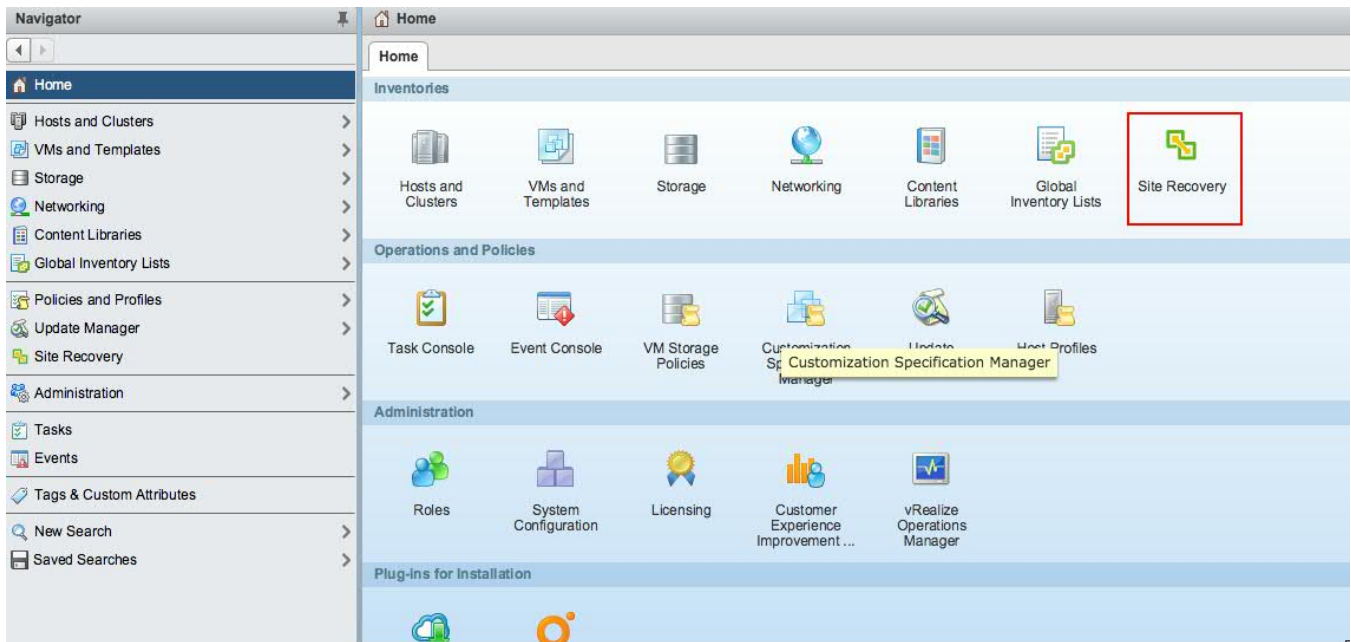 Navigator
Home
Hosts and Clusters
VMs and Templates
Storage
Networking
Content Libraries
Global Inventory Lists
Policies and Profiles
Update Manager
Site Recovery
Administration
Tasks
Events
Tags & Custom Attributes
New Search
Saved Searches
Home
Home
Inventories
Hosts and
Clusters
VMs and
Templates
Storage
Networking
Content
Libraries
Global
Inventory Lists
Site Recovery
Operations and Policies
Task Console
Event Console
VM Storage
Policies
Customization
Manager
Update
Host Profiles
Customization Specification Manager
Administration
Roles
System
Configuration
Licensing
Customer
Experience
Improvement ...
vRealize
Operations
Manager
Plug-ins for Installation